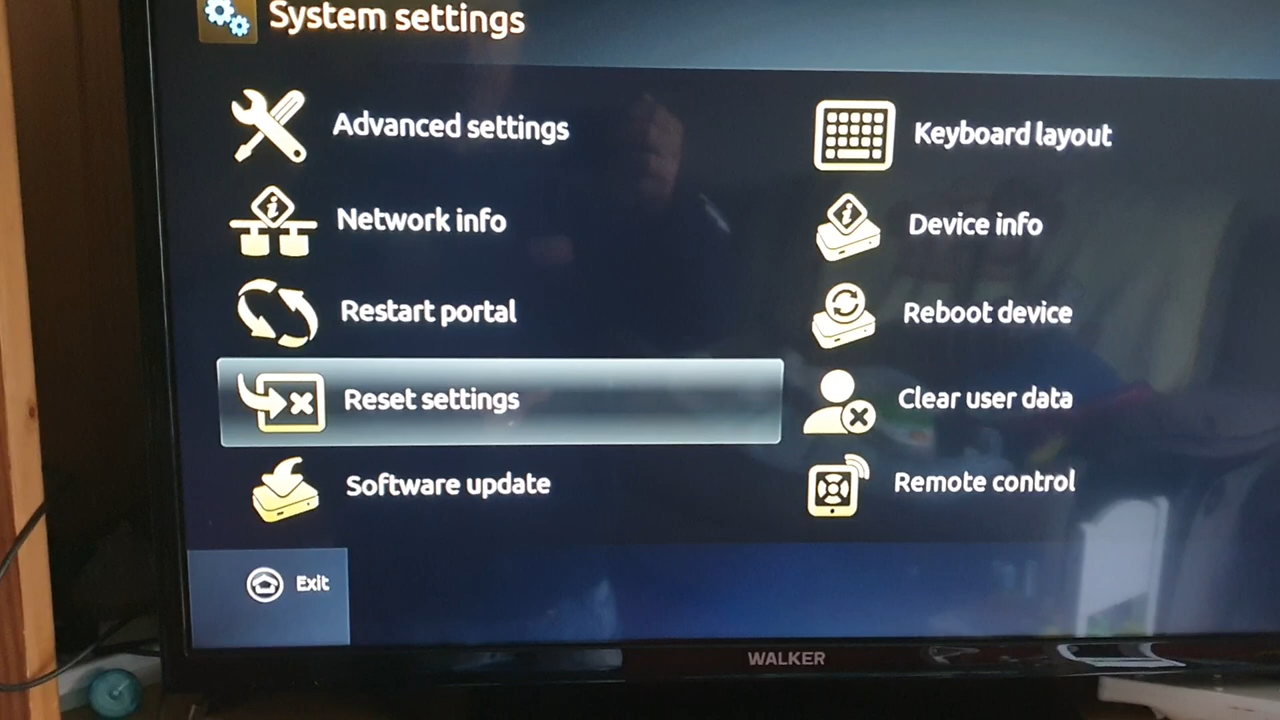 System settings
Advanced settings
Keyboard layout
Network info
Device info
Restart portal
Reboot device
Reset settings
Clear user data
Software update
Remote control
Exit
WALKER